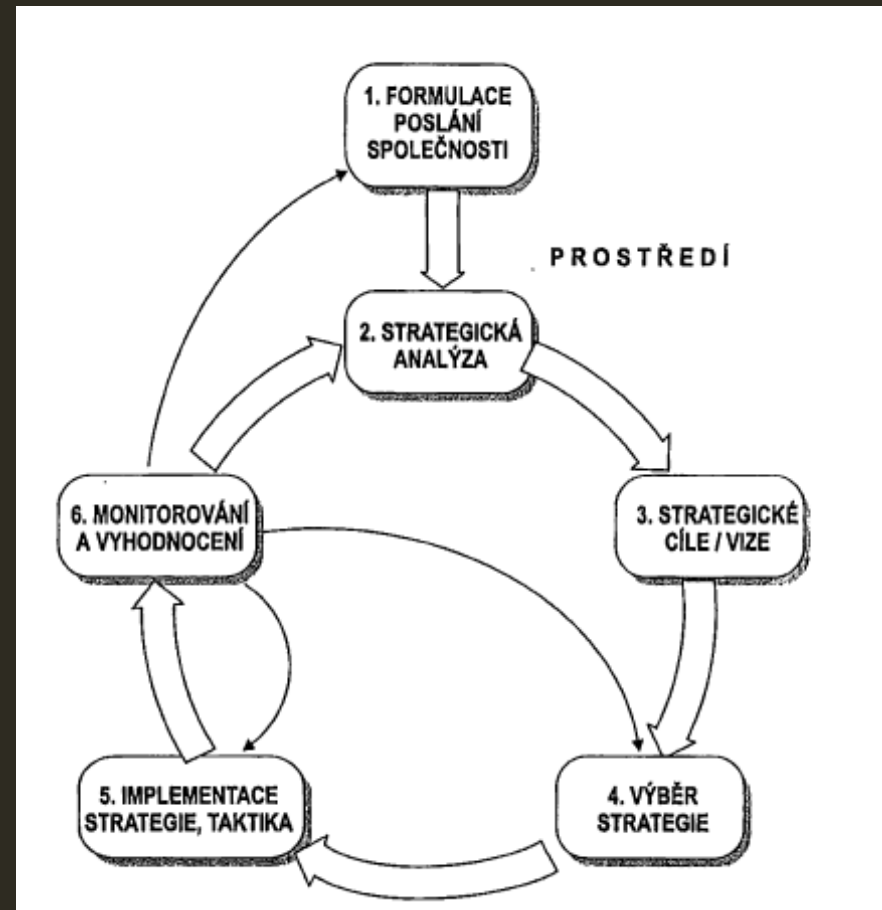 1. FORMULACE
POSLÁNÍ
SPOLEČNOSTI
PROSTŘEDÍ
2. STRATEGICKÁ
ANALÝZA
6. MONITOROVÁNÍ
A VYHODNOCENÍ
3. STRATEGICKÉ
CÍLE / VIZE
5. IMPLEMENTACE
STRATEGIE, TAKTIKA
4. VÝBĚR
STRATEGIE